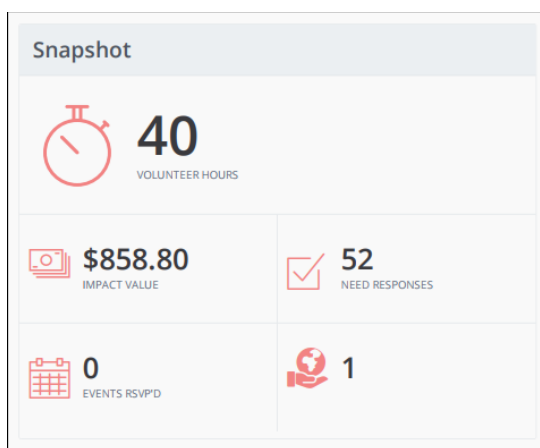 Snapshot
40
VOLUNTEER HOURS
$858.80
IMPACT VALUE
52
NEED RESPONSES
0
EVENTS RSVP'D
1